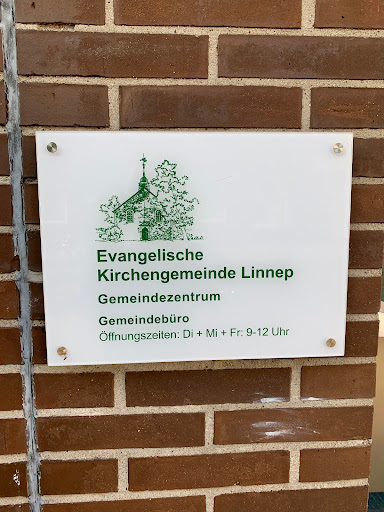 Evangelische
Kirchengemeinde Linnep
Gemeindezentrum
Gemeindebüro
Öffnungszeiten: Di + Mi + Fr: 9-12 Uhr